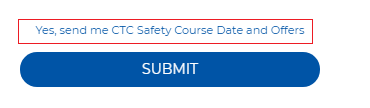 Yes, send me CTC Safety Course Date and Offers
SUBMIT